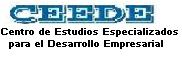 CEEDE
Centro de Estudios Especializados
para el Desarrollo Empresarial